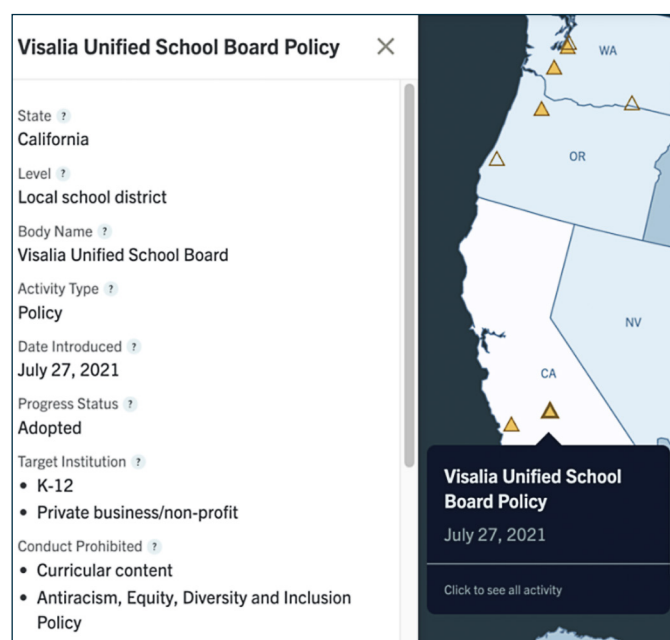 Visalia Unified School Board Policy ×
State ?
California
Level ?
Local school district
Body Name ?
Visalia Unified School Board
Activity Type ?
Policy
Date Introduced ?
July 27, 2021
Progress Status ?
Adopted
Target Institution ?
• K-12
• Private business/non-profit
Conduct Prohibited ?
• Curricular content
• Antiracism, Equity, Diversity and Inclusion
Policy
WA
OR
NV
CA
Visalia Unified School
Board Policy
July 27, 2021
Click to see all activity